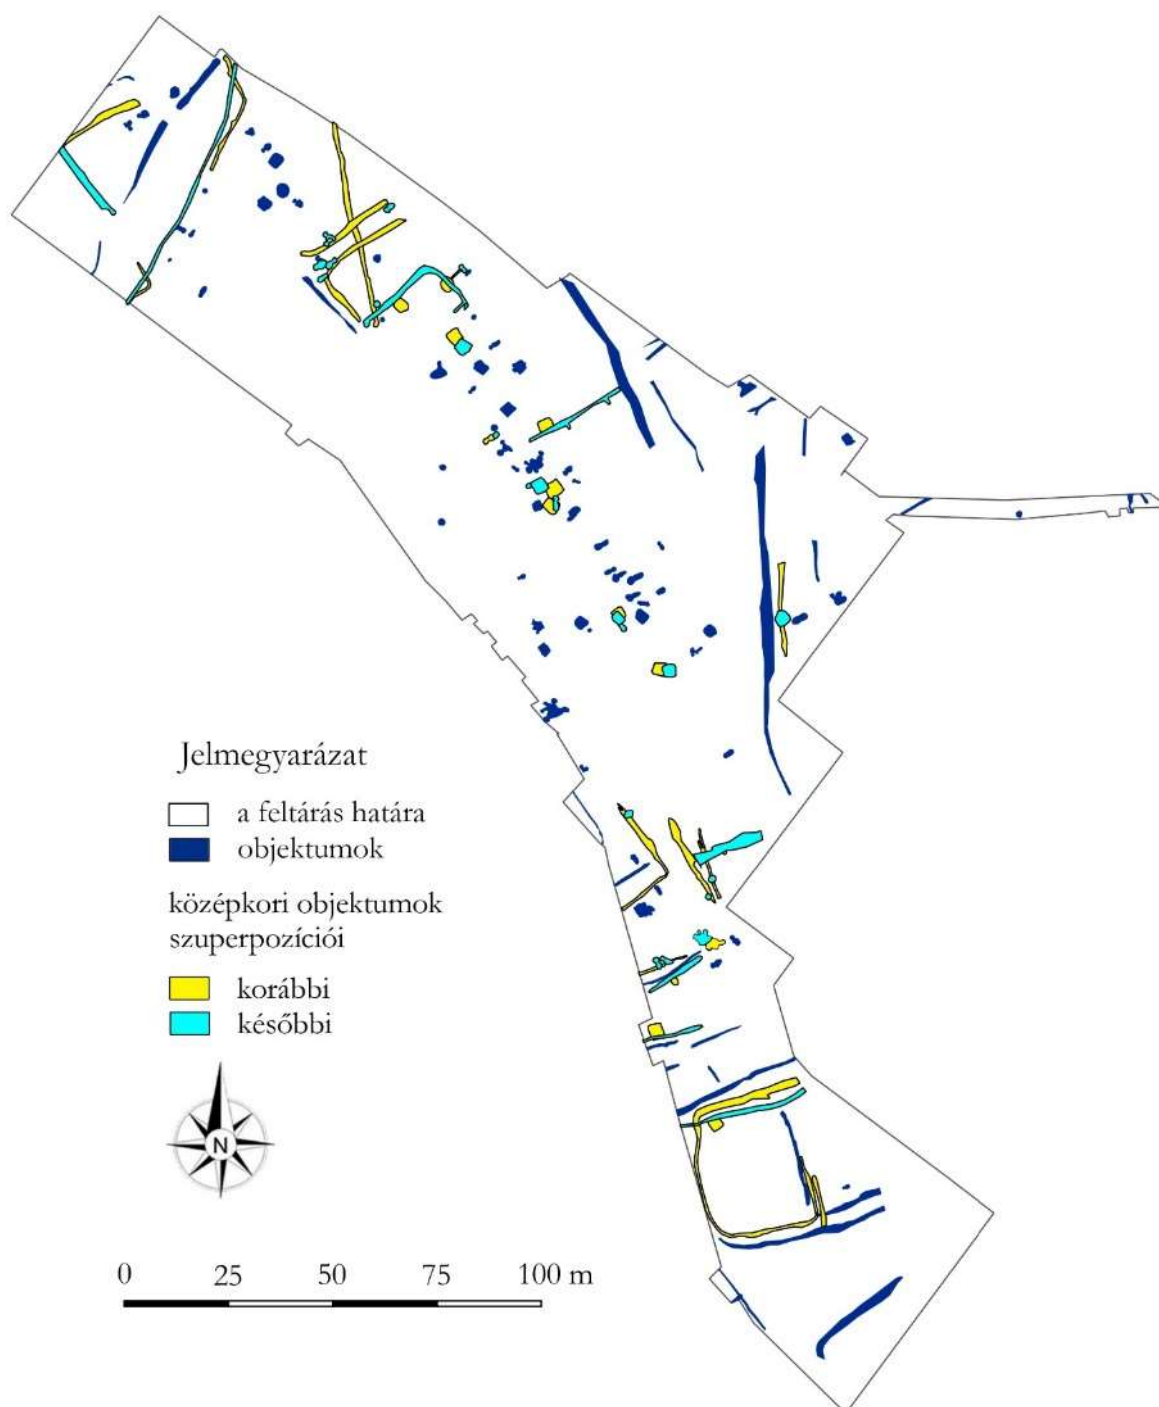 Jelmegyarázat
a feltárás határa
objektumok
középkori objektumok
szuperpozíciói
korábbi
későbbi
N
0 25 50 75 100 m